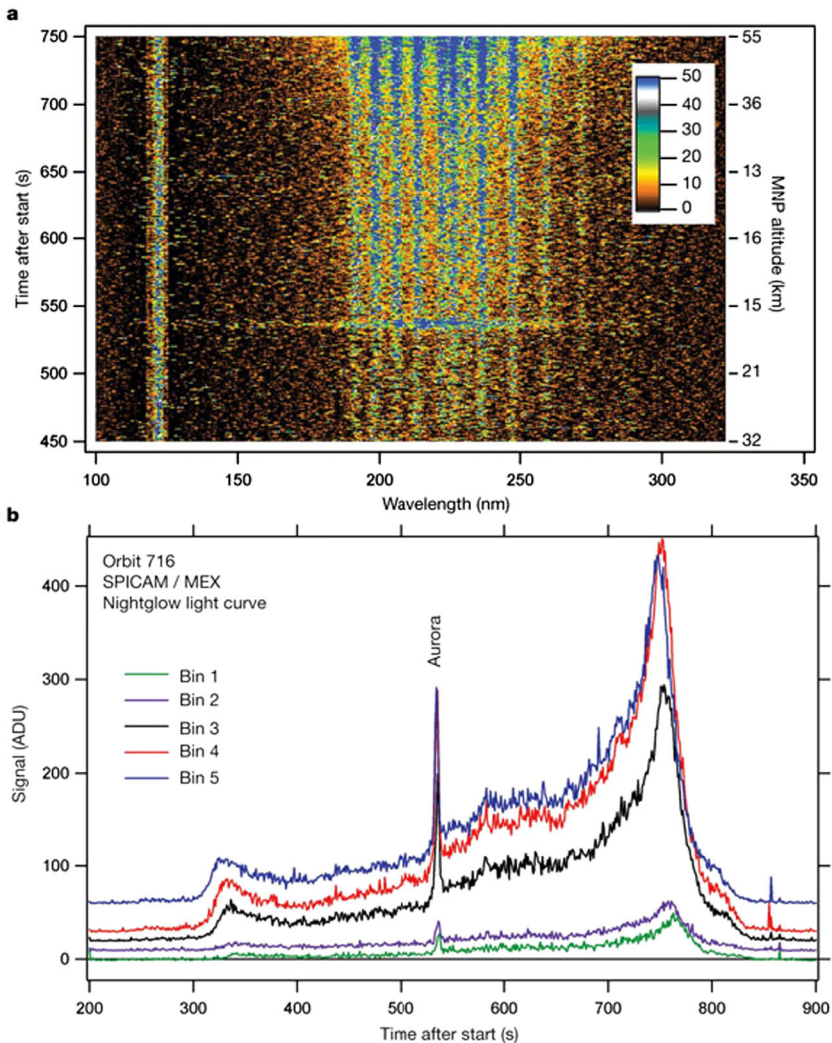 a
750
700
650
600
550
500
450
Time after start (s)
55
36
13
16
15
21
32
MNP altitude (km)
50
40
30
20
10
0
100 150 200 250 300 350
Wavelength (nm)
b
Orbit 716
SPICAM / MEX
Nightglow light curve
Bin 1
Bin 2
Bin 3
Bin 4
Bin 5
Aurora
400
300
200
100
0
Signal (ADU)
200 300 400 500 600 700 800 900
Time after start (s)